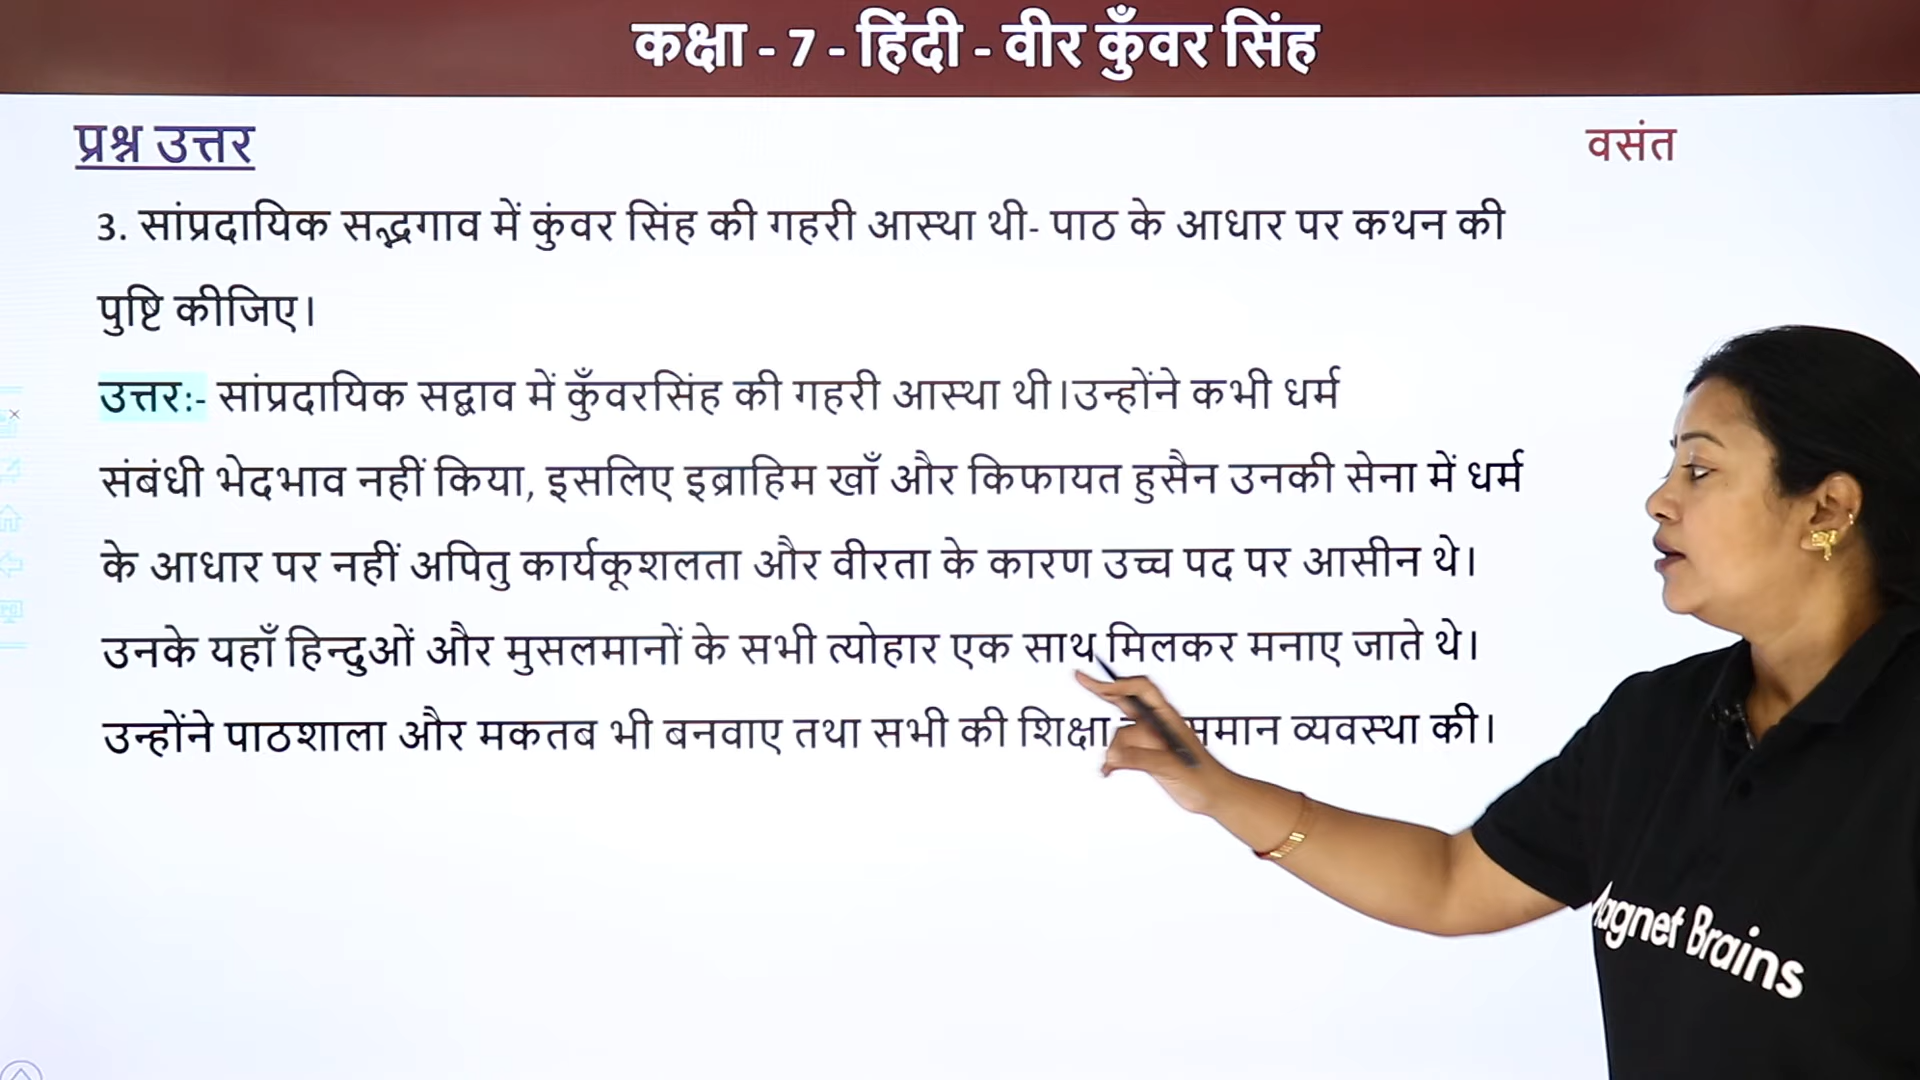 कक्षा - 7 - हिंदी - वीर कुँवर सिंह
प्रश्न उत्तर
वसंत
3. सांप्रदायिक सद्भगाव में कुंवर सिंह की गहरी आस्था थी- पाठ के आधार पर कथन की
पुष्टि कीजिए।
उत्तर:- सांप्रदायिक सद्वाव में कुँवरसिंह की गहरी आस्था थी।उन्होंने कभी धर्म
संबंधी भेदभाव नहीं किया, इसलिए इब्राहिम खाँ और किफायत हुसैन उनकी सेना में धर्म
के आधार पर नहीं अपितु कार्यकूशलता और वीरता के कारण उच्च पद पर आसीन थे।
उनके यहाँ हिन्दुओं और मुसलमानों के सभी त्योहार एक साथ मिलकर मनाए जाते थे।
उन्होंने पाठशाला और मकतब भी बनवाए तथा सभी की शिक्षा व्यवस्था की।
Magnet Brains